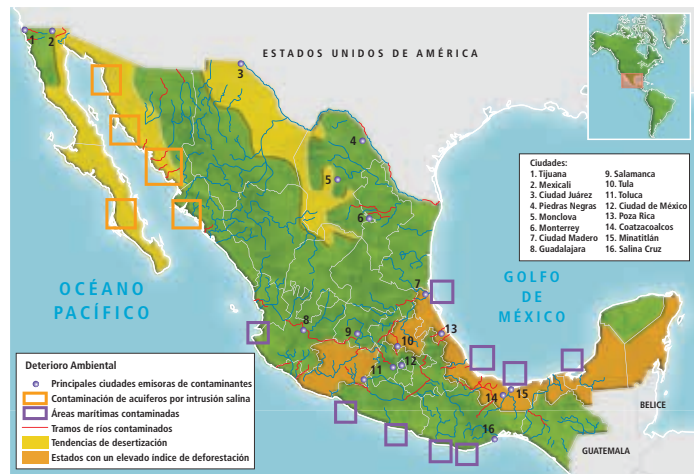 ESTADOS UNIDOS DE AMÉRICA
1
2
3
4
5
6
7
8
9
10
11
12
13
14
15
16
OCÉANO
PACÍFICO
GOLFO
DE
MÉXICO
BELICE
GUATEMALA
Ciudades:
1. Tijuana
2. Mexicali
3. Ciudad Juárez
4. Piedras Negras
5. Monclova
6. Monterrey
7. Ciudad Madero
8. Guadalajara
9. Salamanca
10. Tula
11. Toluca
12. Ciudad de México
13. Poza Rica
14. Coatzacoalcos
15. Minatitlán
16. Salina Cruz
Deterioro Ambiental
Principales ciudades emisoras de contaminantes
Contaminación de acuíferos por intrusión salina
Áreas marítimas contaminadas
Tramos de ríos contaminados
Tendencias de desertización
Estados con un elevado índice de deforestación